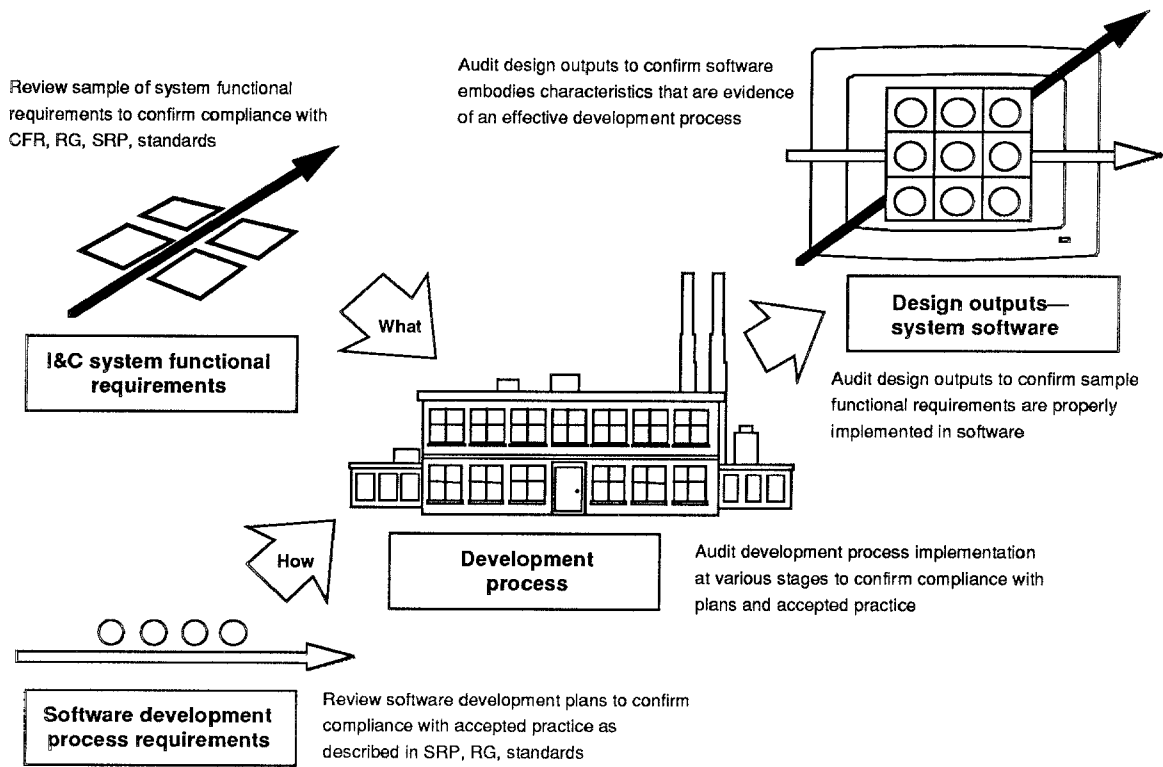 Review sample of system functional
requirements to confirm compliance with
CFR, RG, SRP, standards
I&C system functional
requirements
What
Audit design outputs to confirm software
embodies characteristics that are evidence
of an effective development process
Design outputs—
system software
Audit design outputs to confirm sample
functional requirements are properly
implemented in software
How
Development
process
Audit development process implementation
at various stages to confirm compliance with
plans and accepted practice
Software development
process requirements
Review software development plans to confirm
compliance with accepted practice as
described in SRP, RG, standards